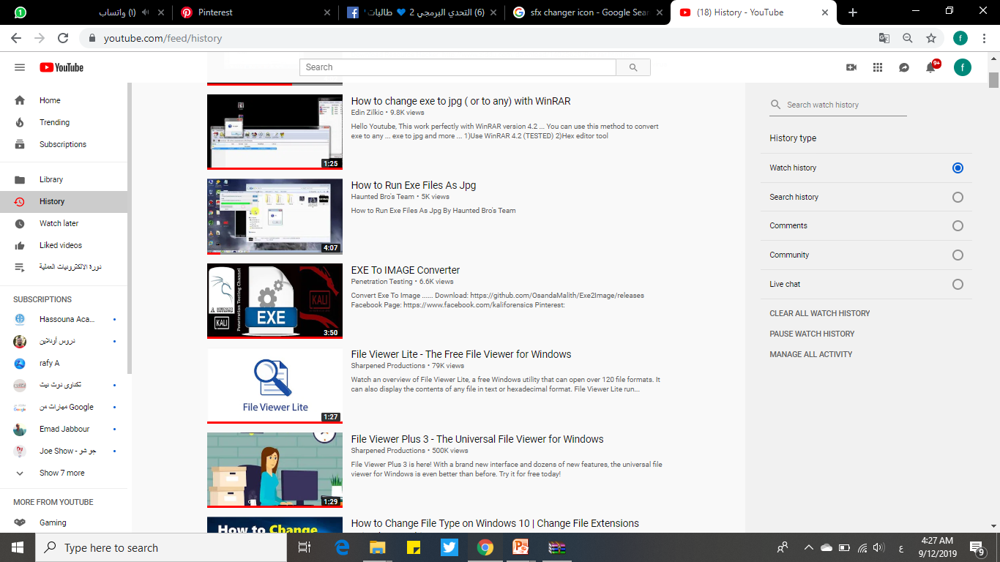 (١) واتساب
Pinterest
(6) التحدي البرمجي 2 💙 طالبات
sfx changer icon - Google Sear
(18) History - YouTube
youtube.com/feed/history
f
YouTube
Search
9+
f
Home
Trending
Subscriptions
Library
History
Watch later
Liked videos
دورة الالكترونيات العملية
SUBSCRIPTIONS
Hassouna Aca...
دروس أونلاين
rafy A
تكناوى دوت نيت
مهارات من Google
Emad Jabbour
Joe Show - جو شو
Show 7 more
MORE FROM YOUTUBE
Gaming
How to change exe to jpg ( or to any) with WinRAR
Edin Zilkic • 9.8K views
Hello Youtube, This work perfectly with WinRAR version 4.2 ... You can use this method to convert
exe to any ... exe to jpg and more ... 1)Use WinRAR 4.2 (TESTED) 2)Hex editor tool
1:25
How to Run Exe Files As Jpg
Haunted Bro's Team • 5K views
How to Run Exe Files As Jpg By Haunted Bro's Team
4:07
EXE To IMAGE Converter
Penetration Testing • 6.6K views
Convert Exe To Image ...... Download: https://github.com/OsandaMalith/Exe2Image/releases
Facebook Page: https://www.facebook.com/kaliforensics Pinterest:
KALI
Penetration Testing Channel
EXE
KALI
3:50
File Viewer Lite - The Free File Viewer for Windows
Sharpened Productions • 79K views
Watch an overview of File Viewer Lite, a free Windows utility that can open over 120 file formats. It
can also display the contents of any file in text or hexadecimal format. File Viewer Lite run...
File Viewer Lite
1:27
File Viewer Plus 3 - The Universal File Viewer for Windows
Sharpened Productions • 500K views
File Viewer Plus 3 is here! With a brand new interface and dozens of new features, the universal file
viewer for Windows is even better than before. Try it for free today!
1:29
How to Change
How to Change File Type on Windows 10 | Change File Extensions
Search watch history
History type
Watch history
Search history
Comments
Community
Live chat
CLEAR ALL WATCH HISTORY
PAUSE WATCH HISTORY
MANAGE ALL ACTIVITY
Type here to search
ع
4:27 AM
9/12/2019
9